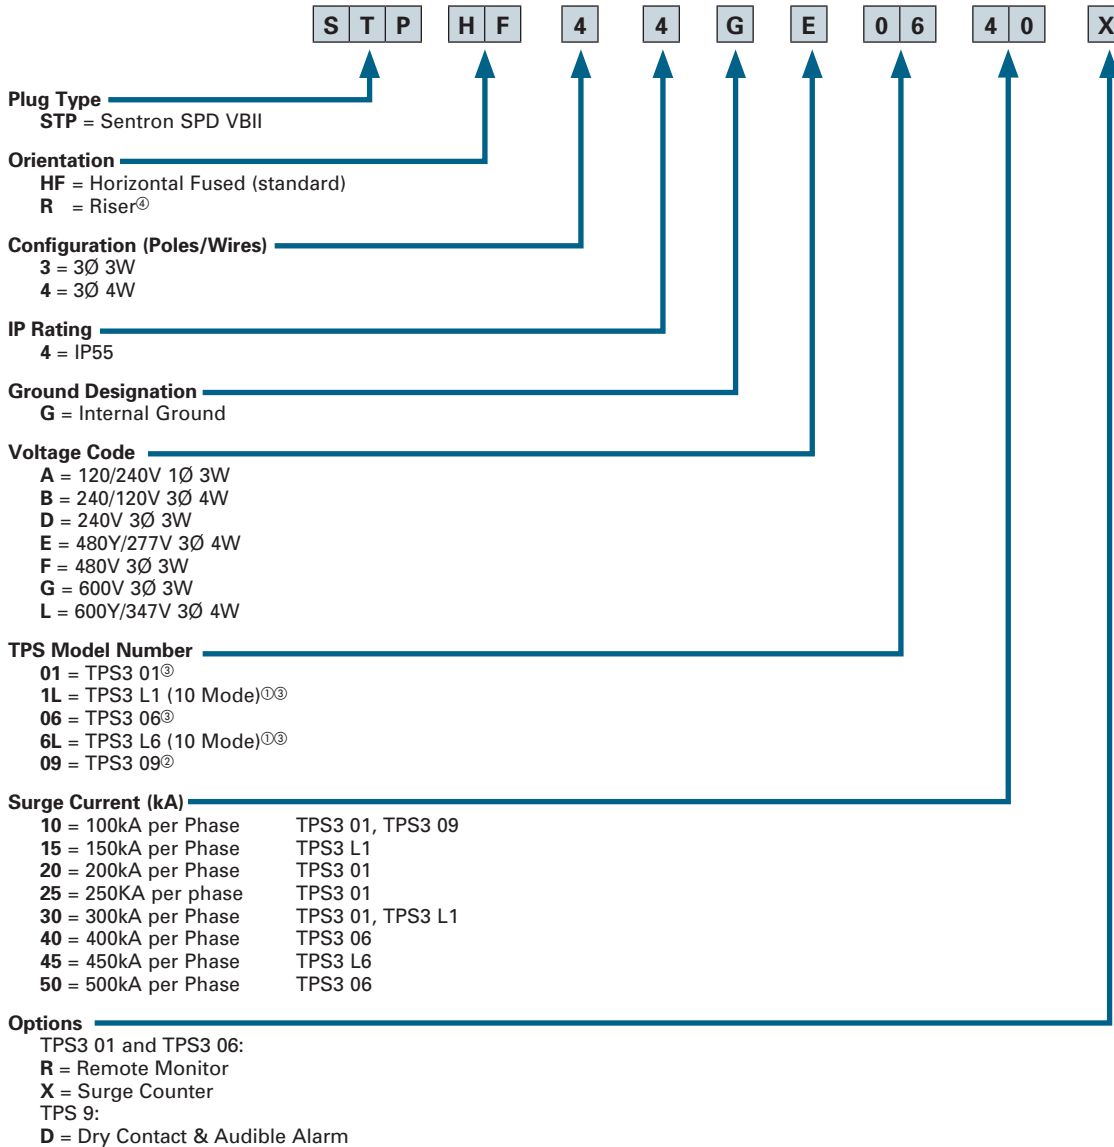 STP HF 4 4 G E 06 40 X
Plug Type
STP = Sentron SPD VBII
Orientation
HF = Horizontal Fused (standard)
R = Riser④
Configuration (Poles/Wires)
3 = 3Ø 3W
4 = 3Ø 4W
IP Rating
4 = IP55
Ground Designation
G = Internal Ground
Voltage Code
A = 120/240V 1Ø 3W
B = 240/120V 3Ø 4W
D = 240V 3Ø 3W
E = 480Y/277V 3Ø 4W
F = 480V 3Ø 3W
G = 600V 3Ø 3W
L = 600Y/347V 3Ø 4W
TPS Model Number
01 = TPS3 01③
1L = TPS3 L1 (10 Mode)①③
06 = TPS3 06③
6L = TPS3 L6 (10 Mode)①③
09 = TPS3 09②
Surge Current (kA)
10 = 100kA per Phase TPS3 01, TPS3 09
15 = 150kA per Phase TPS3 L1
20 = 200kA per Phase TPS3 01
25 = 250KA per phase TPS3 01
30 = 300kA per Phase TPS3 01, TPS3 L1
40 = 400kA per Phase TPS3 06
45 = 450kA per Phase TPS3 L6
50 = 500kA per Phase TPS3 06
Options
TPS3 01 and TPS3 06:
R = Remote Monitor
X = Surge Counter
TPS 9:
D = Dry Contact & Audible Alarm